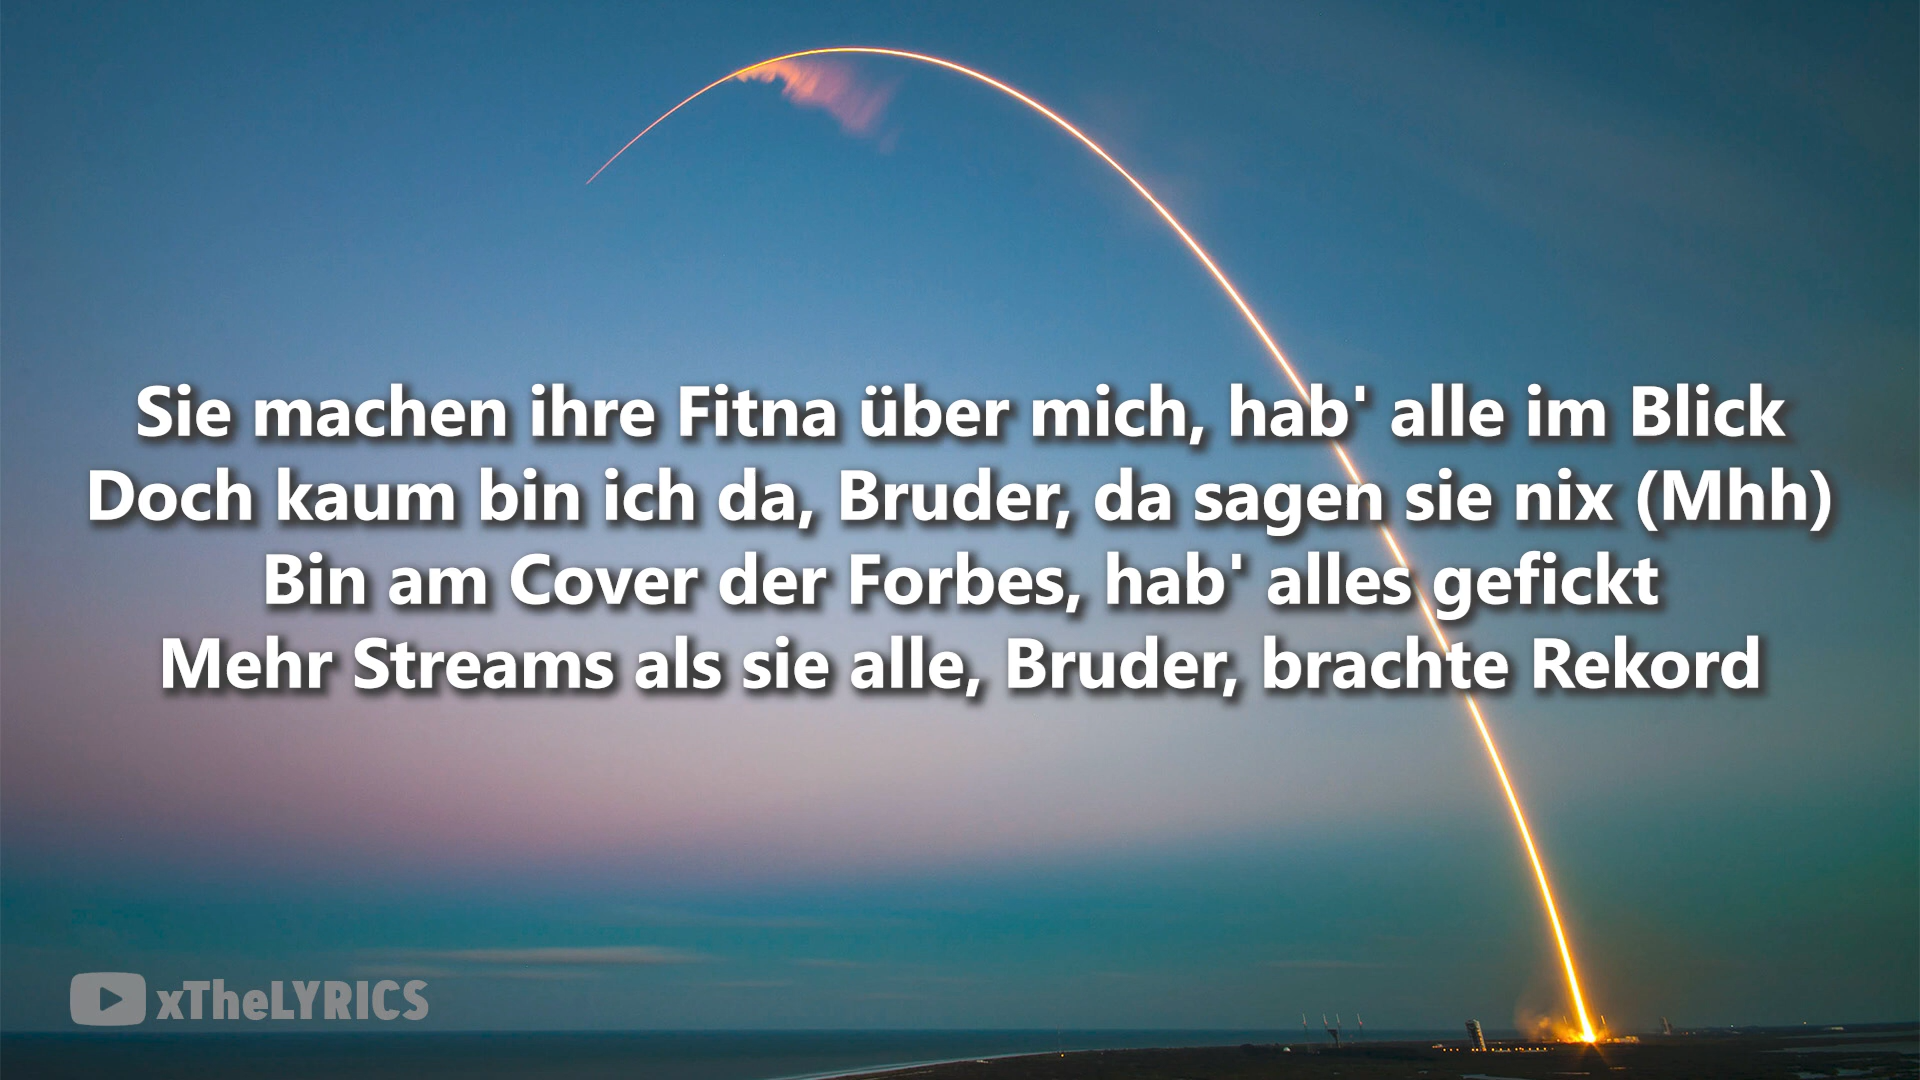 Sie machen ihre Fitna über mich, hab' alle im Blick
Doch kaum bin ich da, Bruder, da sagen sie nix (Mhh)
Bin am Cover der Forbes, hab' alles gefickt
Mehr Streams als sie alle, Bruder, brachte Rekord
xTheLYRICS